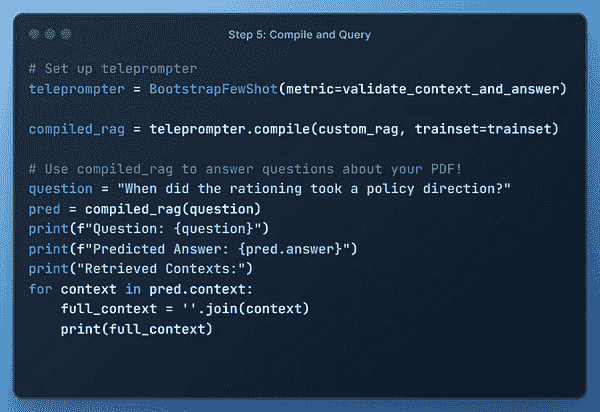 Step 5: Compile and Query
# Set up teleprompter
teleprompter = BootstrapFewShot(metric=validate_context_and_answer)
compiled_rag = teleprompter.compile(custom_rag, trainset=trainset)
# Use compiled_rag to answer questions about your PDF!
question = "When did the rationing took a policy direction?"
pred = compiled_rag(question)
print(f"Question: {question}")
print(f"Predicted Answer: {pred.answer}")
print("Retrieved Contexts:")
for context in pred.context:
    full_context = ''.join(context)
    print(full_context)